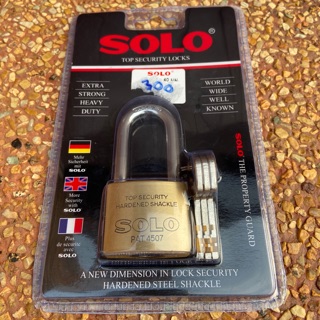 SOLO
®
TOP SECURITY LOCKS
SOLO
300
EXTRA
STRONG
HEAVY
DUTY
WORLD
WIDE
WELL
KNOWN
Mehr
Sicherheit
mit
SOLO
More
Security
with
SOLO
Plus
de sécurité
avec
SOLO
TOP SECURITY
HARDENED SHACKLE
SOLO
PAT.4507
SOLO THE PROPERTY GUARD
A NEW DIMENSION IN LOCK SECURITY
HARDENED STEEL SHACKLE